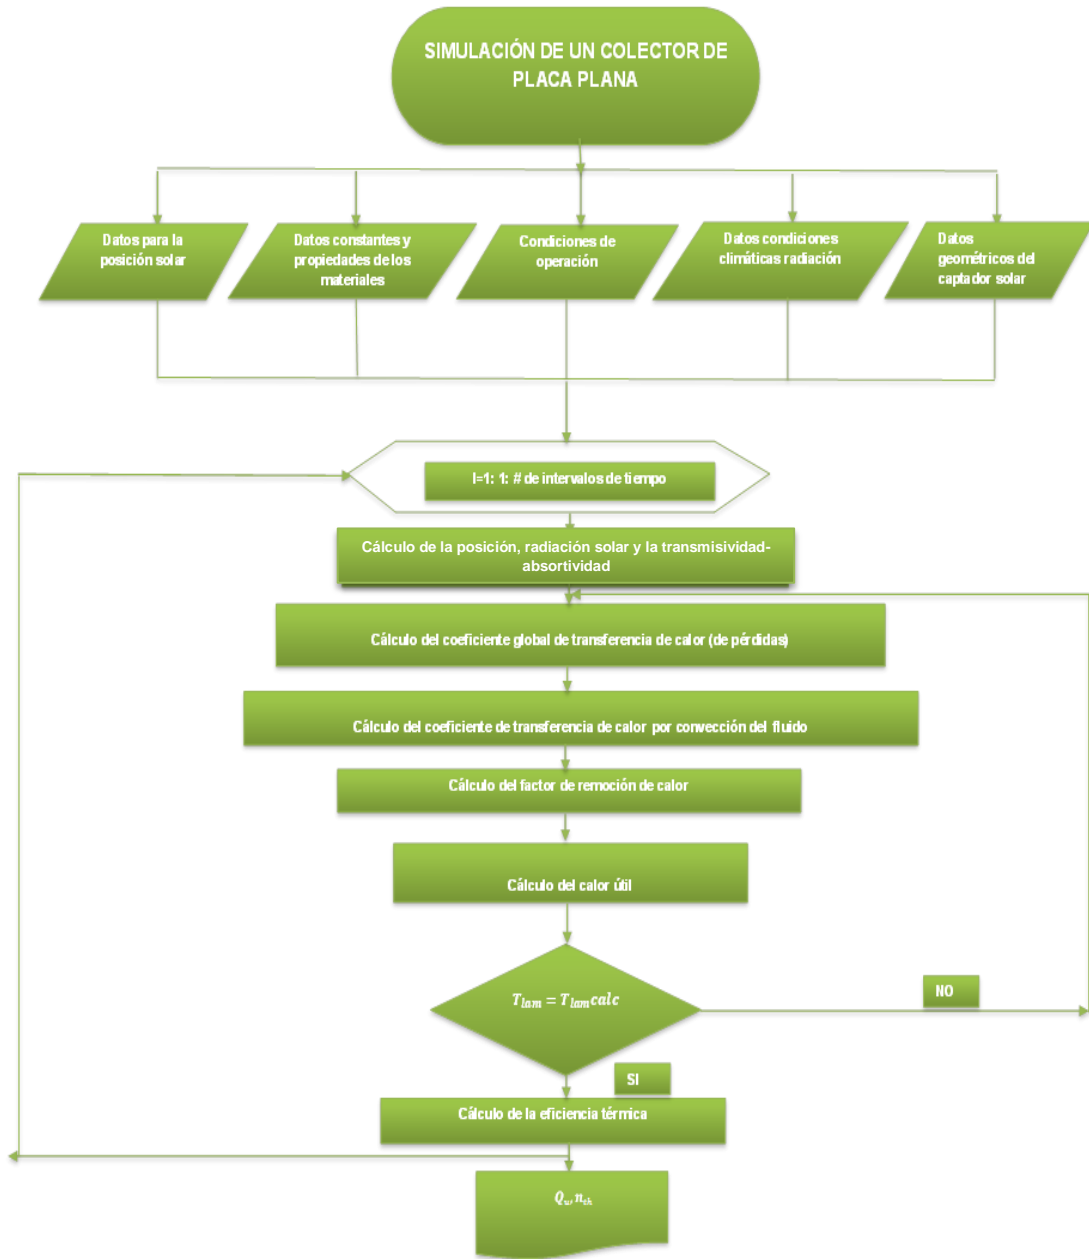 SIMULACIÓN DE UN COLECTOR DE
PLACA PLANA
Datos para la
posición solar
Datos constantes y
propiedades de los
materiales
Condiciones de
operación
Datos condiciones
climáticas radiación
Datos
geométricos del
captador solar
I=1: 1: # de intervalos de tiempo
Cálculo de la posición, radiación solar y la transmisividad-
absortividad
Cálculo del coeficiente global de transferencia de calor (de pérdidas)
Cálculo del coeficiente de transferencia de calor por convección del fluido
Cálculo del factor de remoción de calor
Cálculo del calor útil
T_lam = T_lam calc
NO
SI
Cálculo de la eficiencia térmica
Q_u, n_th